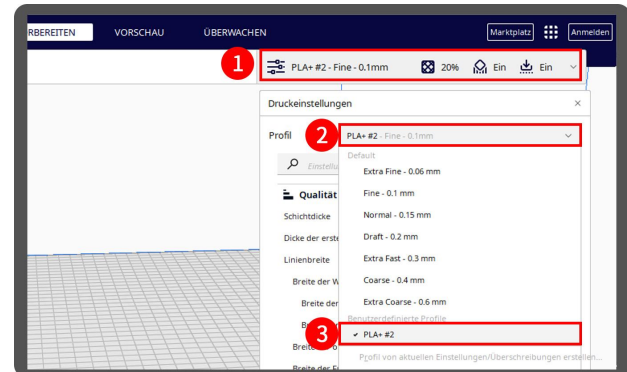 RBEREITEN VORSCHAU ÜBERWACHEN Marktplatz Anmelden
1 PLA+ #2 - Fine - 0.1mm 20% Ein Ein
Druckeinstellungen ×
Profil 2 PLA+ #2 - Fine - 0.1mm
Default
Extra Fine - 0.06 mm
Qualität Fine - 0.1 mm
Schichtdicke Normal - 0.15 mm
Dicke der erste Draft - 0.2 mm
Linienbreite Extra Fast - 0.3 mm
Breite der W Coarse - 0.4 mm
Breite der Extra Coarse - 0.6 mm
Benutzerdefinierte Profile
3 ✔ PLA+ #2
Profil von aktuellen Einstellungen/Überschreibungen erstellen...